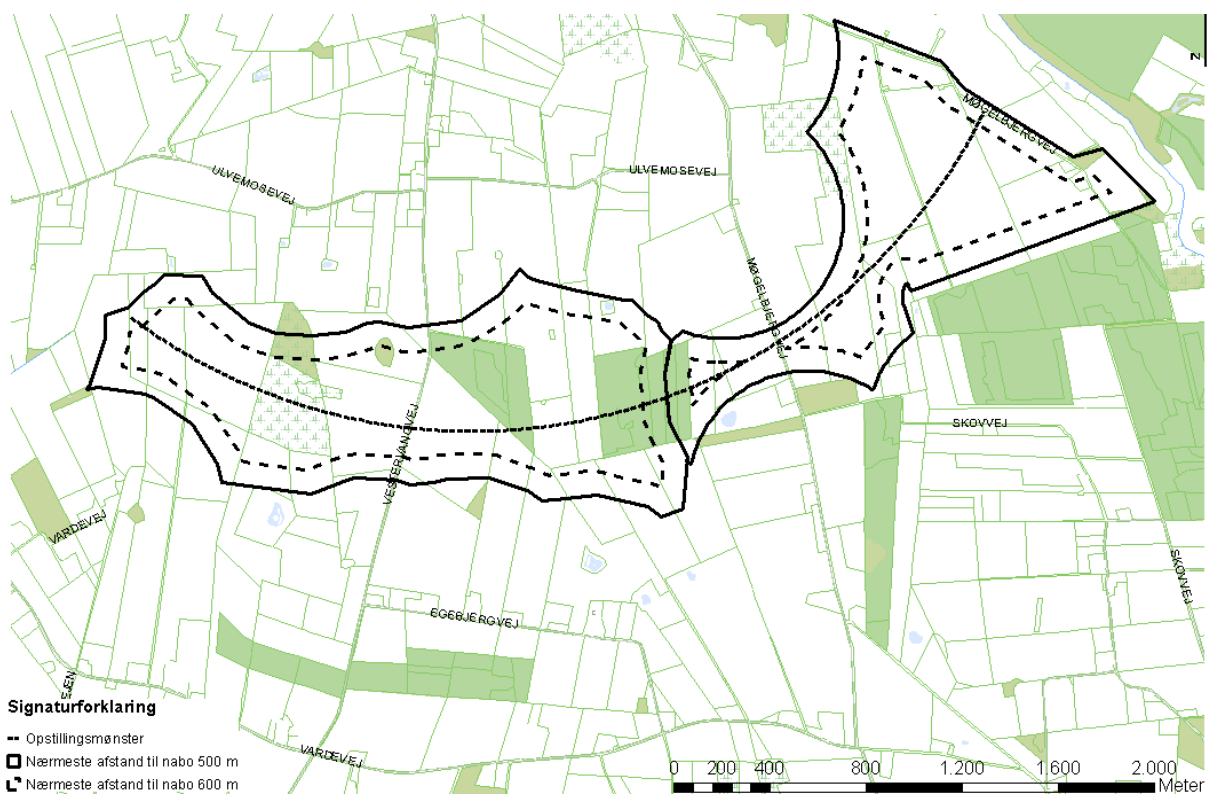 z
MØGELBJERGVEJ
ULVEMOSEVEJ
ULVEMOSEVEJ
MØGELBJERGVEJ
VESTERVANGVEJ
SKOVVEJ
VARDEVEJ
SKOVVEJ
EGEBJERGVEJ
EJEN
VARDEVEJ
Signaturforklaring
Opstillingsmønster
Nærmeste afstand til nabo 500 m
Nærmeste afstand til nabo 600 m
0 200 400 800 1.200 1.600 2.000
Meter